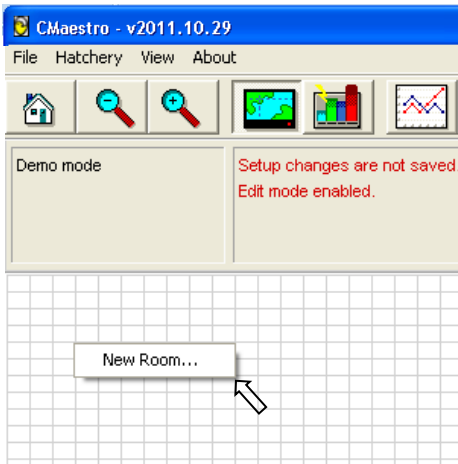 CMaestro - v2011.10.29
File Hatchery View About
Demo mode
Setup changes are not saved
Edit mode enabled.
New Room...